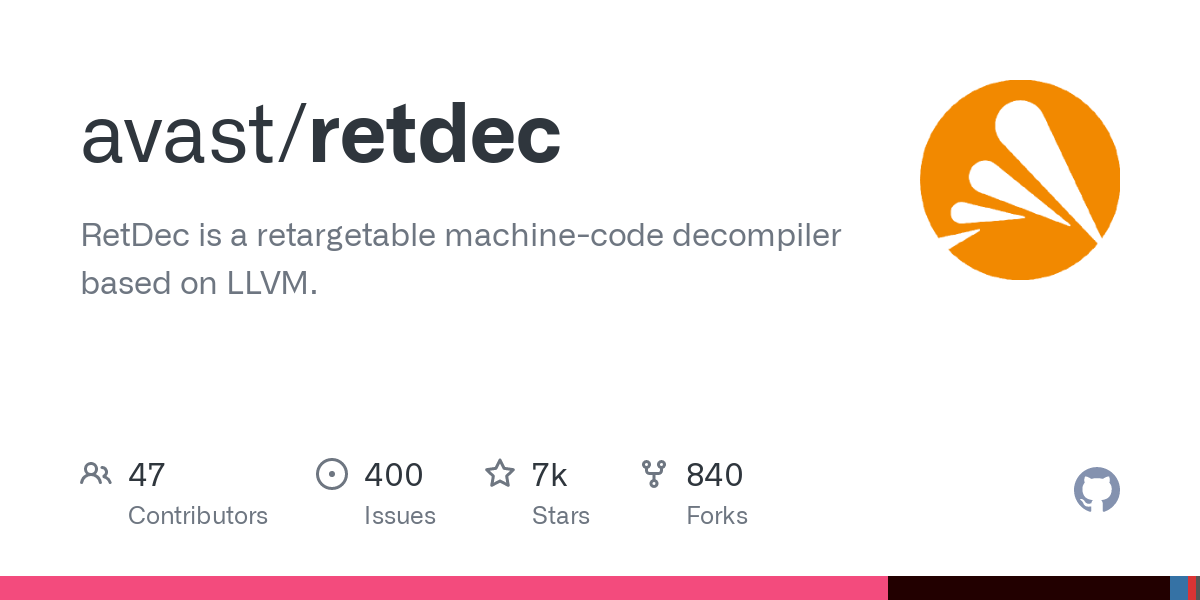 avast/retdec
RetDec is a retargetable machine-code decompiler
based on LLVM.
47 400 7k 840
Contributors Issues Stars Forks